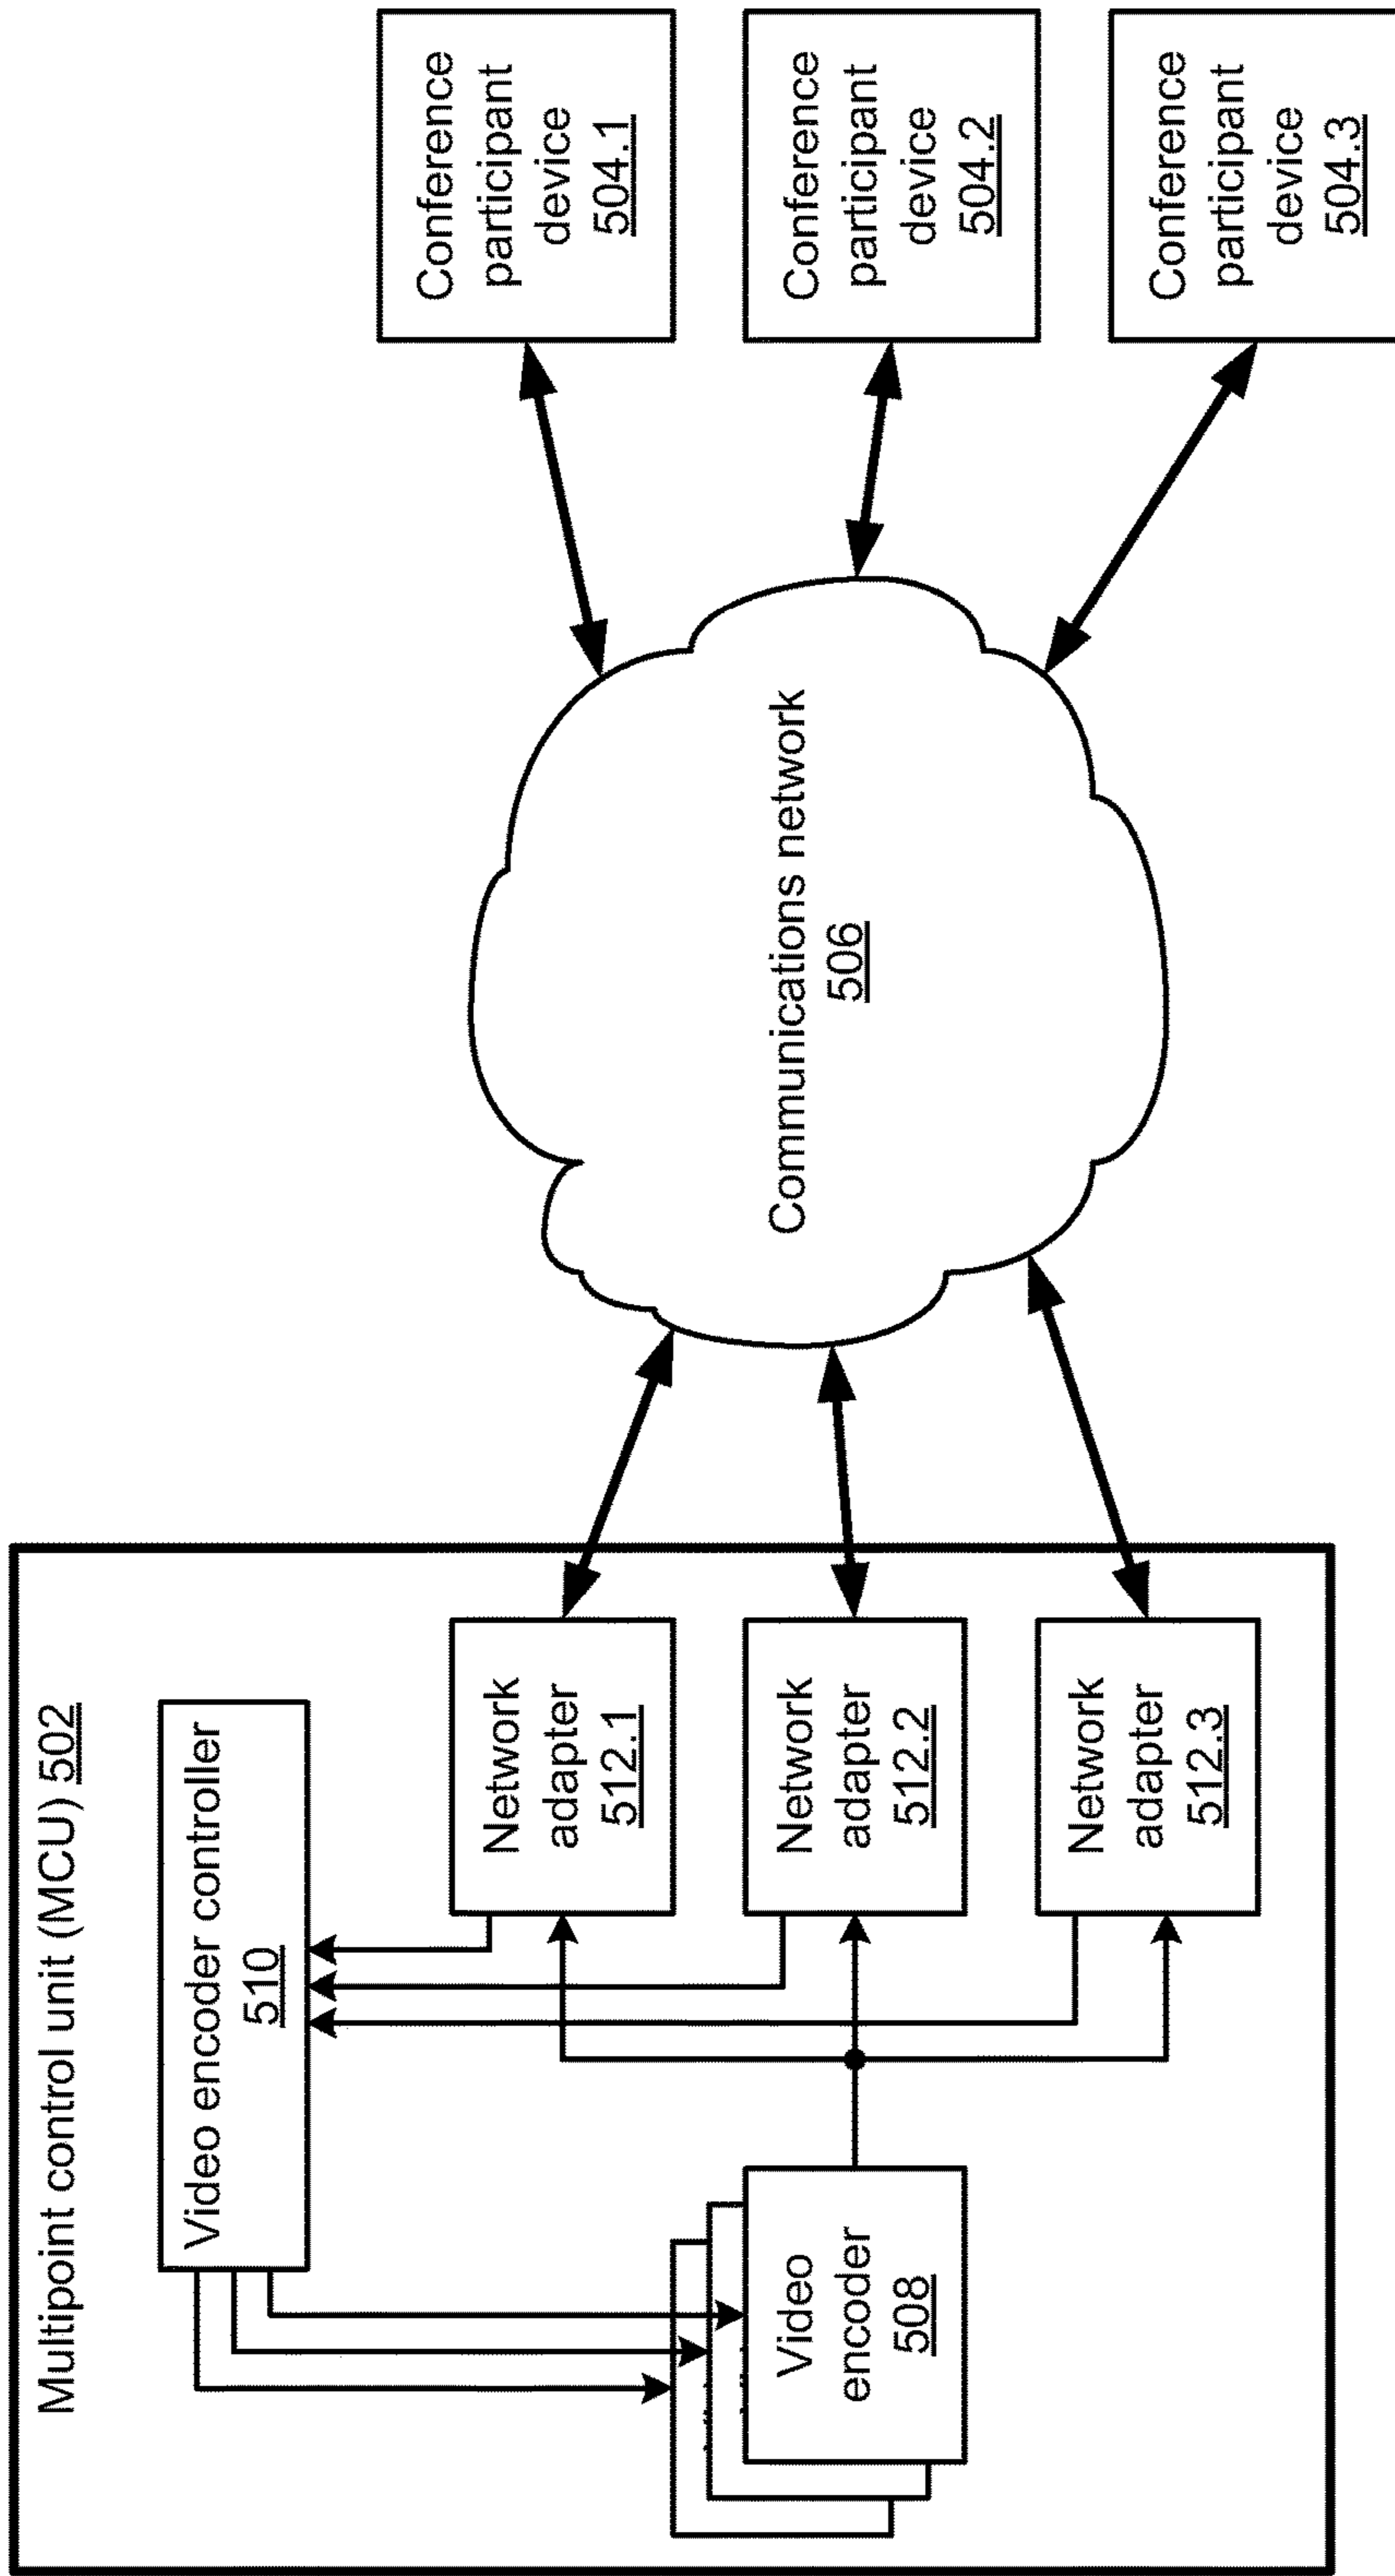 Multipoint control unit (MCU) 502
Video encoder controller
510
Video
encoder
508
Network
adapter
512.1
Network
adapter
512.2
Network
adapter
512.3
Communications network
506
Conference
participant
device
504.1
Conference
participant
device
504.2
Conference
participant
device
504.3